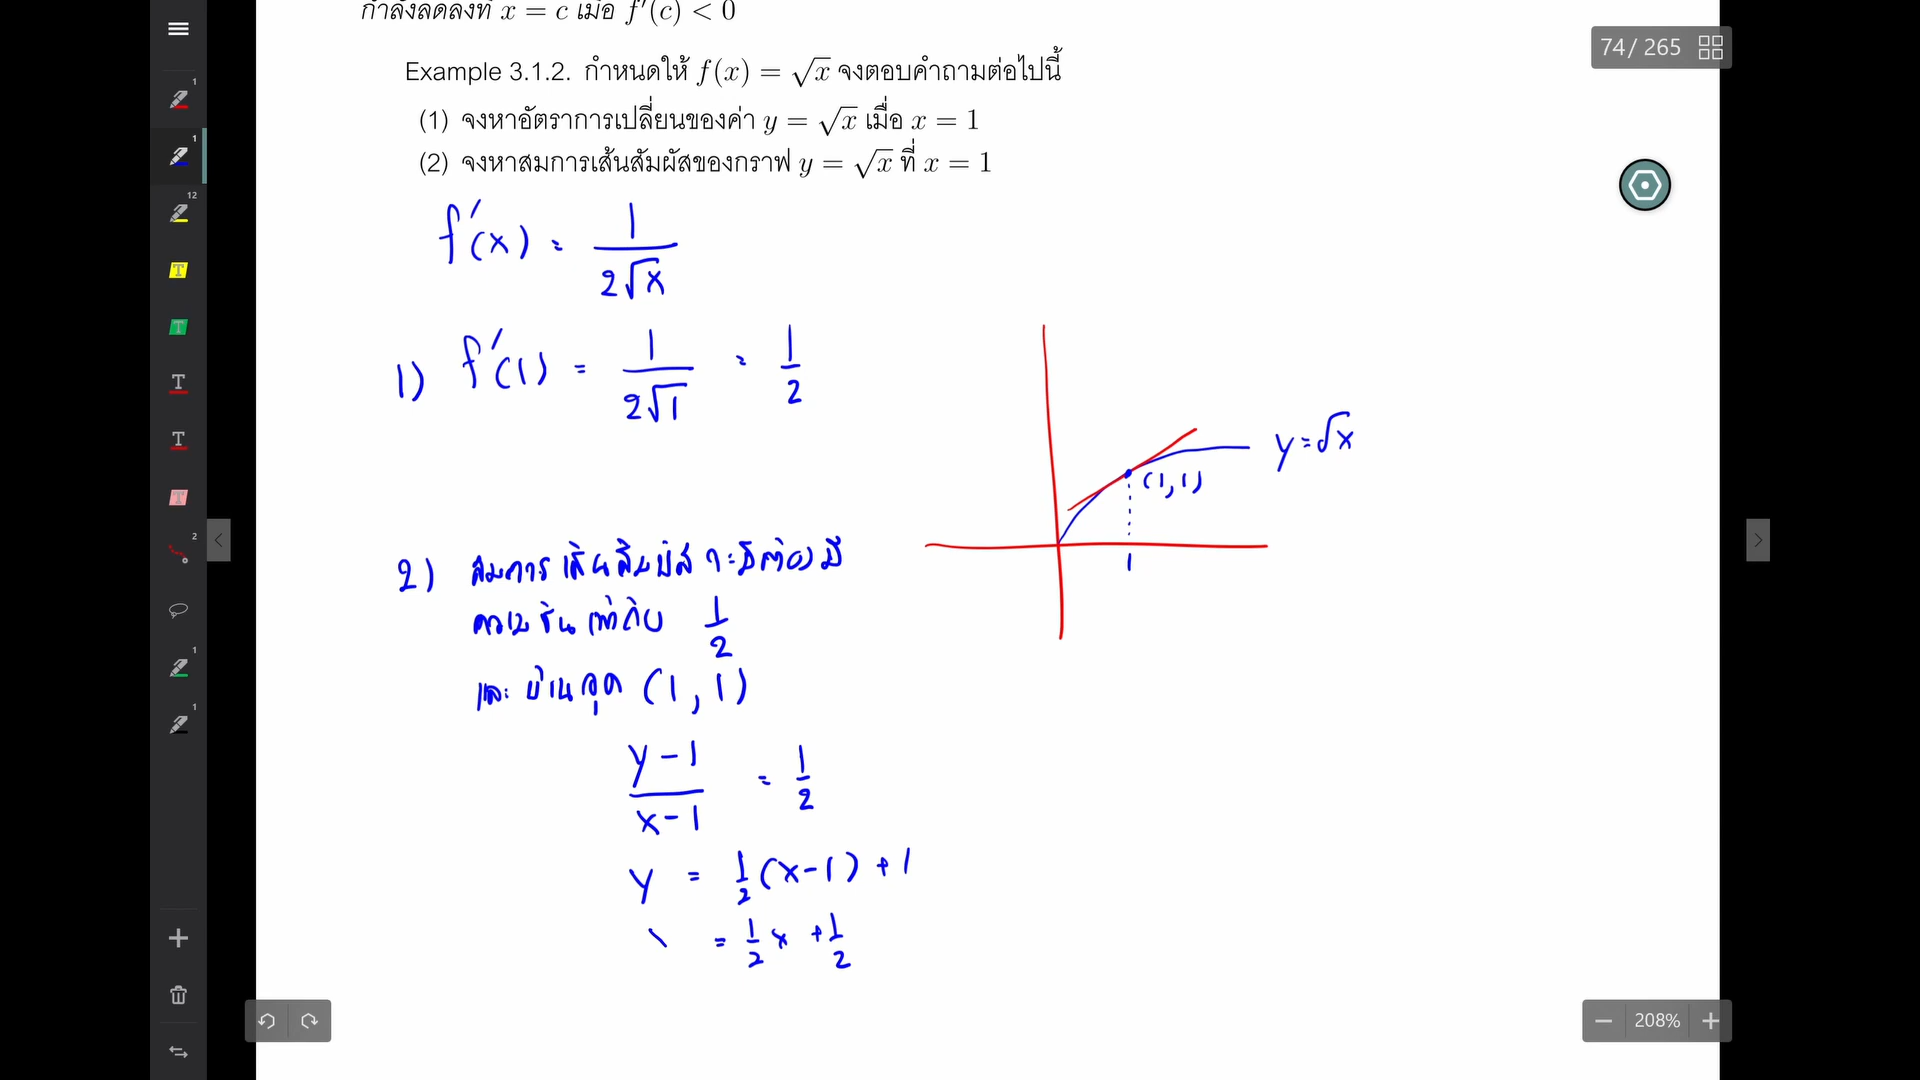 กำลังลดลงที่ x = c เมื่อ f′(c) < 0
74 / 265
Example 3.1.2. กำหนดให้ f(x) = √x จงตอบคำถามต่อไปนี้
(1) จงหาอัตราการเปลี่ยนของค่า y = √x เมื่อ x = 1
(2) จงหาสมการเส้นสัมผัสของกราฟ y = √x ที่ x = 1
f′(x) = 1/(2√x)
1) f′(1) = 1/(2√1) = 1/2
y = √x
(1,1)
1
2) สมการเส้นสัมผัส จะต้องมี
ความชันเท่ากับ 1/2
และผ่านจุด (1,1)
(y-1)/(x-1) = 1/2
y = 1/2(x-1) + 1
= 1/2 x + 1/2
208%